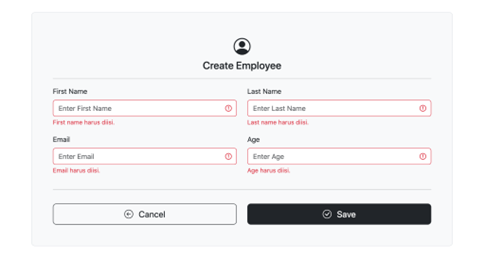 Create Employee
First Name
Last Name
Enter First Name
Enter Last Name
First name harus diisi.
Last name harus diisi.
Email
Age
Enter Email
Enter Age
Email harus diisi.
Age harus diisi.
Cancel
Save